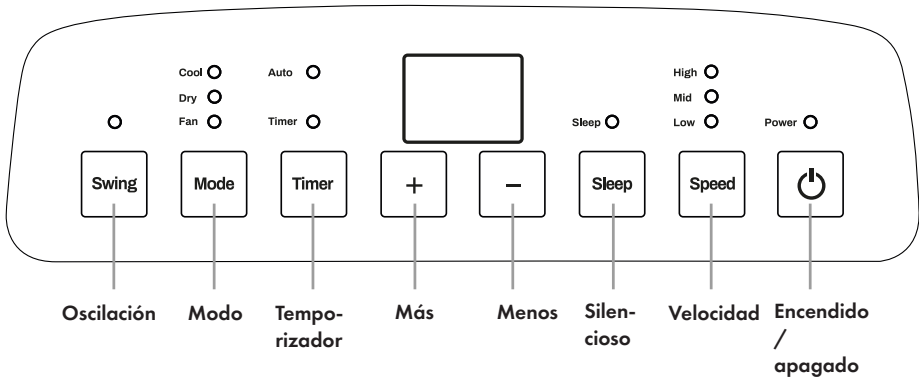 Cool
Auto
High
Dry
Mid
Fan
Timer
Sleep
Low
Power
Swing
Mode
Timer
+
−
Sleep
Speed
Oscilación
Modo
Tempo-
rizador
Más
Menos
Silen-
cioso
Velocidad
Encendido
/
apagado